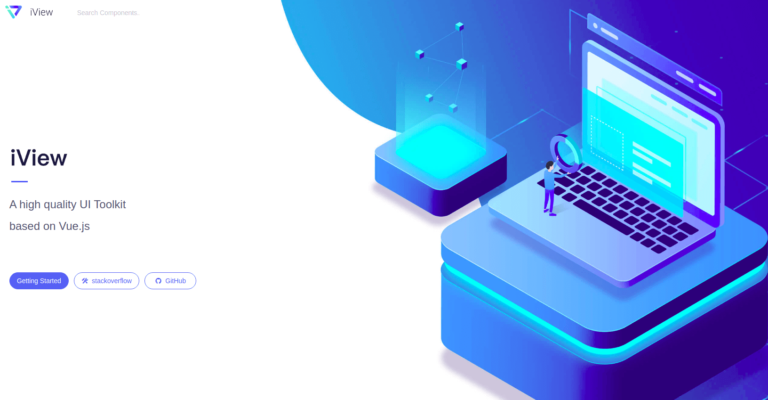 iView
Search Components..
iView
A high quality UI Toolkit
based on Vue.js
Getting Started
stackoverflow
GitHub